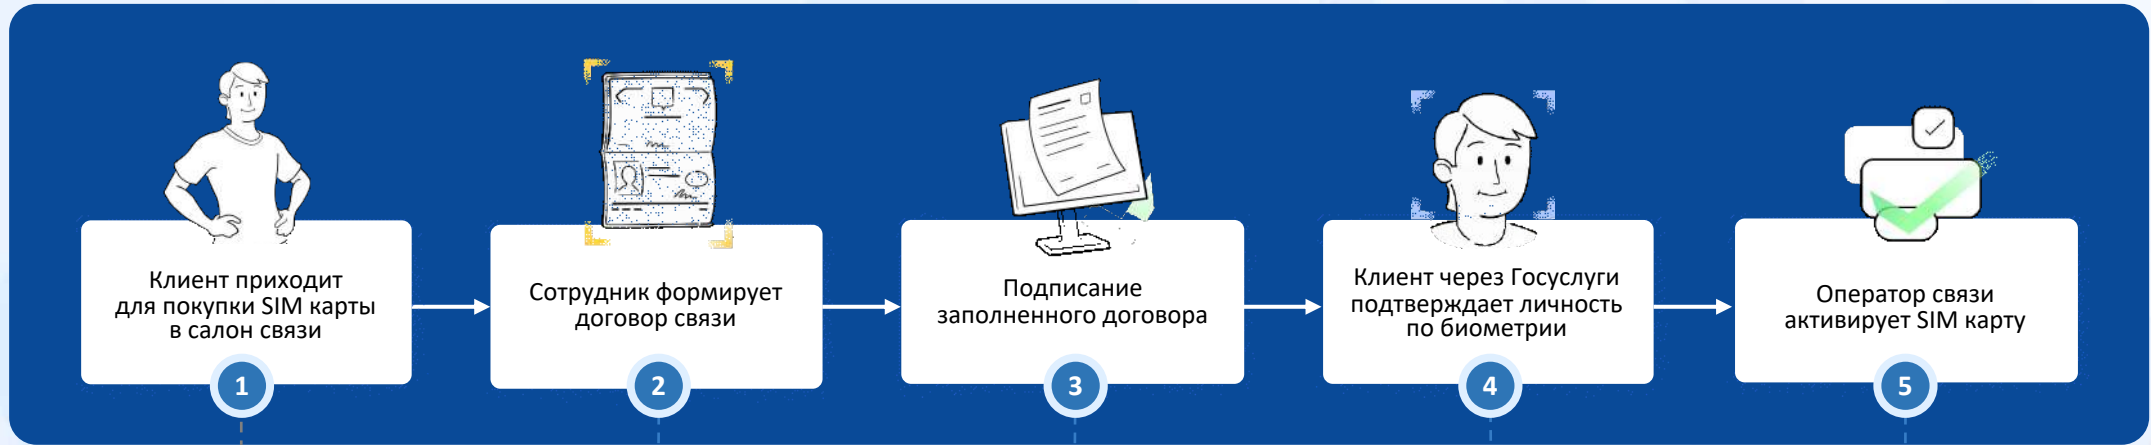 Клиент приходит
для покупки SIM карты
в салон связи
1
Сотрудник формирует
договор связи
2
Подписание
заполненного договора
3
Клиент через Госуслуги
подтверждает личность
по биометрии
4
Оператор связи
активирует SIM карту
5